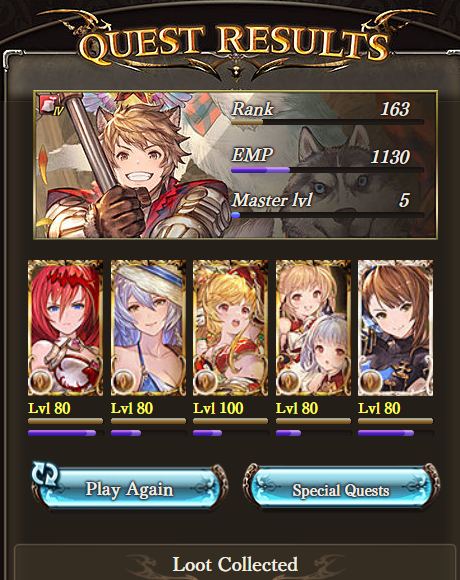 QUEST RESULTS
IV
Rank 163
EMP 1130
Master lvl 5
Lvl 80 Lvl 80 Lvl 100 Lvl 80 Lvl 80
Play Again Special Quests
Loot Collected